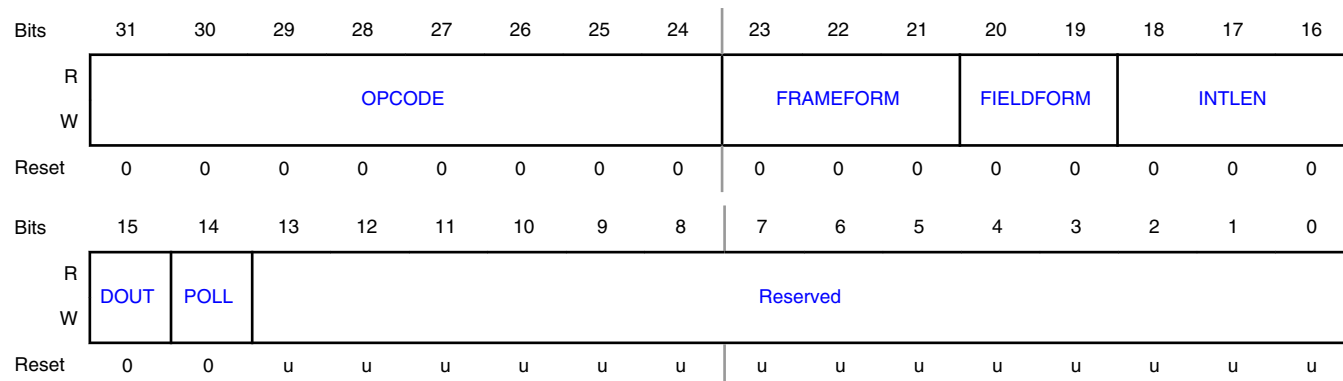 Bits 31 30 29 28 27 26 25 24 23 22 21 20 19 18 17 16
R
OPCODE FRAMEFORM FIELDFORM INTLEN
W
Reset 0 0 0 0 0 0 0 0 0 0 0 0 0 0 0 0
Bits 15 14 13 12 11 10 9 8 7 6 5 4 3 2 1 0
R
DOUT POLL Reserved
W
Reset 0 0 u u u u u u u u u u u u u u